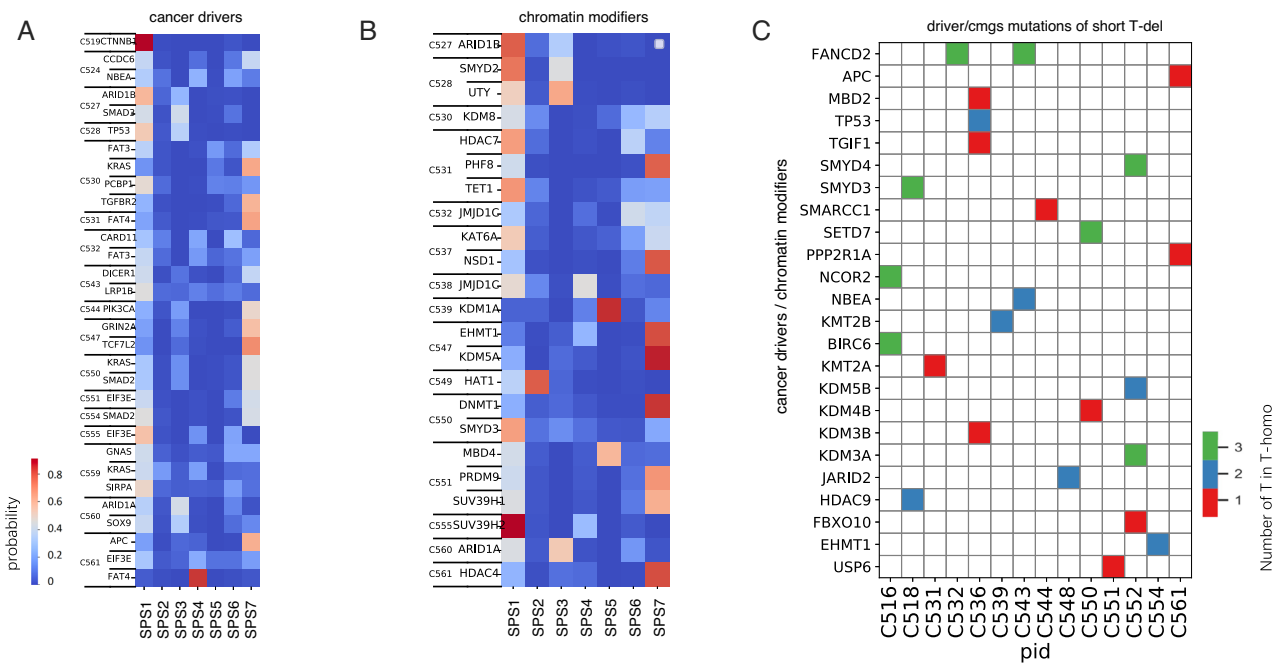 A
cancer drivers
C519
CTNNB1
CCDC6
C524
NBEA
ARID1B
C527
SMAD3
C528
TP53
FAT3
KRAS
C530
PCBP1
TGFBR2
C531
FAT4
CARD11
C532
FAT3
DICER1
C543
LRP1B
C544
PIK3CA
GRIN2A
C547
TCF7L2
KRAS
C550
SMAD2
C551
EIF3E
C554
SMAD2
C555
EIF3E
GNAS
C559
KRAS
SIRPA
ARID1A
C560
SOX9
APC
C561
EIF3E
FAT4
SPS1
SPS2
SPS3
SPS4
SPS5
SPS6
SPS7
probability
0.8
0.6
0.4
0.2
0
B
chromatin modifiers
C527
ARID1B
SMYD2
C528
UTY
C530
KDM8
HDAC7
C531
PHF8
TET1
C532
JMJD1C
KAT6A
C537
NSD1
C538
JMJD1C
C539
KDM1A
EHMT1
C547
KDM5A
C549
HAT1
DNMT1
C550
SMYD3
MBD4
C551
PRDM9
SUV39H1
C555
SUV39H2
C560
ARID1A
C561
HDAC4
SPS1
SPS2
SPS3
SPS4
SPS5
SPS6
SPS7
C
driver/cmgs mutations of short T-del
cancer drivers / chromatin modifiers
FANCD2
APC
MBD2
TP53
TGIF1
SMYD4
SMYD3
SMARCC1
SETD7
PPP2R1A
NCOR2
NBEA
KMT2B
BIRC6
KMT2A
KDM5B
KDM4B
KDM3B
KDM3A
JARID2
HDAC9
FBXO10
EHMT1
USP6
C516
C518
C531
C532
C536
C539
C543
C544
C548
C550
C551
C552
C554
C561
pid
3
2
1
Number of T in T-homo